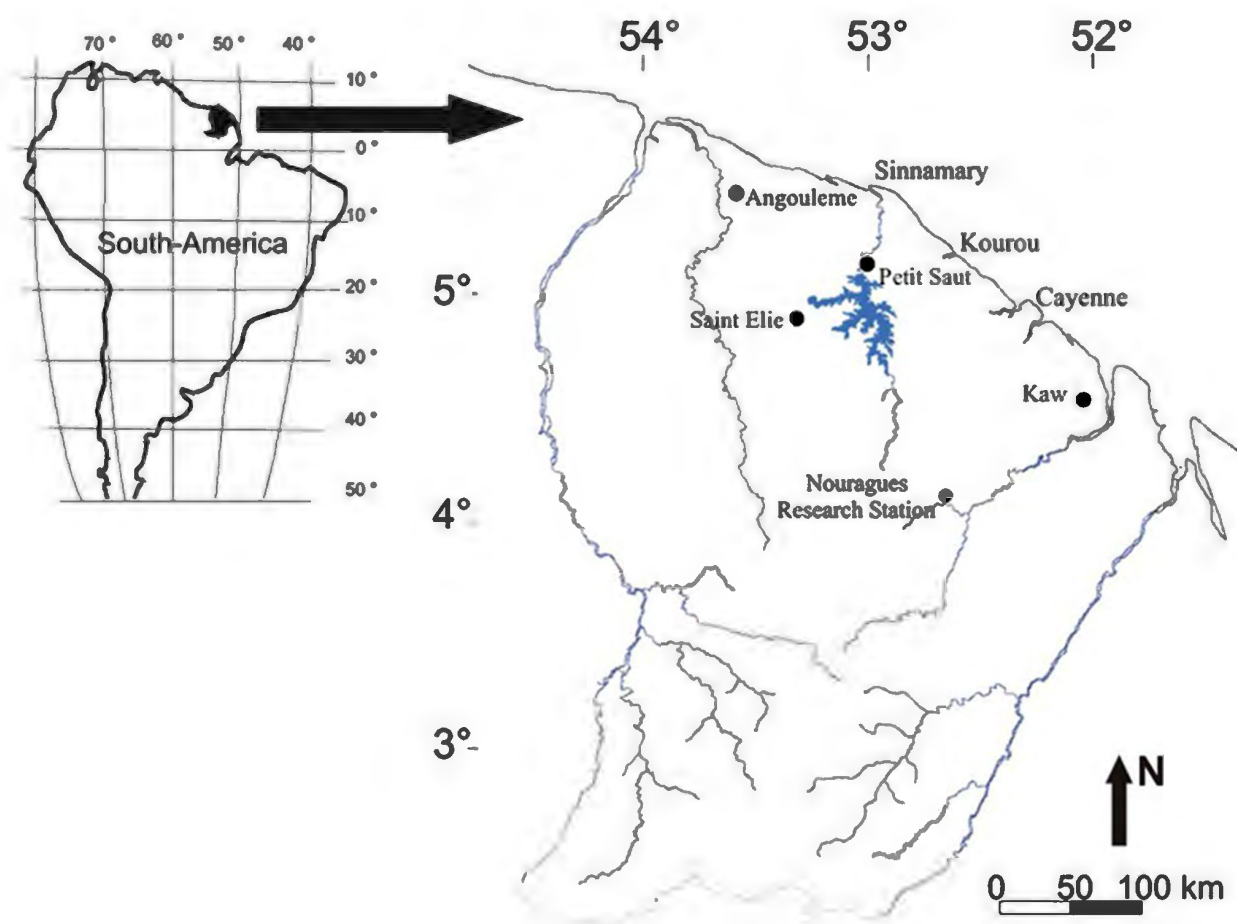 70° 60° 50° 40°
10°
0°
10°
20°
30°
40°
50°
South-America
54° 53° 52°
5°
4°
3°
Sinnamary
Angouleme
Kourou
Petit Saut
Cayenne
Saint Elie
Kaw
Nouragues
Research Station
N
0 50 100 km